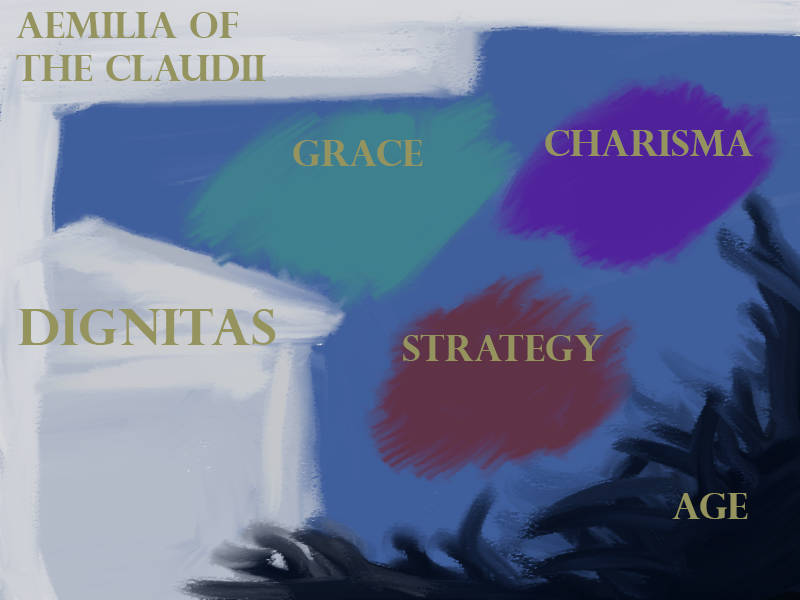 AEMILIA OF
THE CLAUDII
GRACE
CHARISMA
DIGNITAS
STRATEGY
AGE